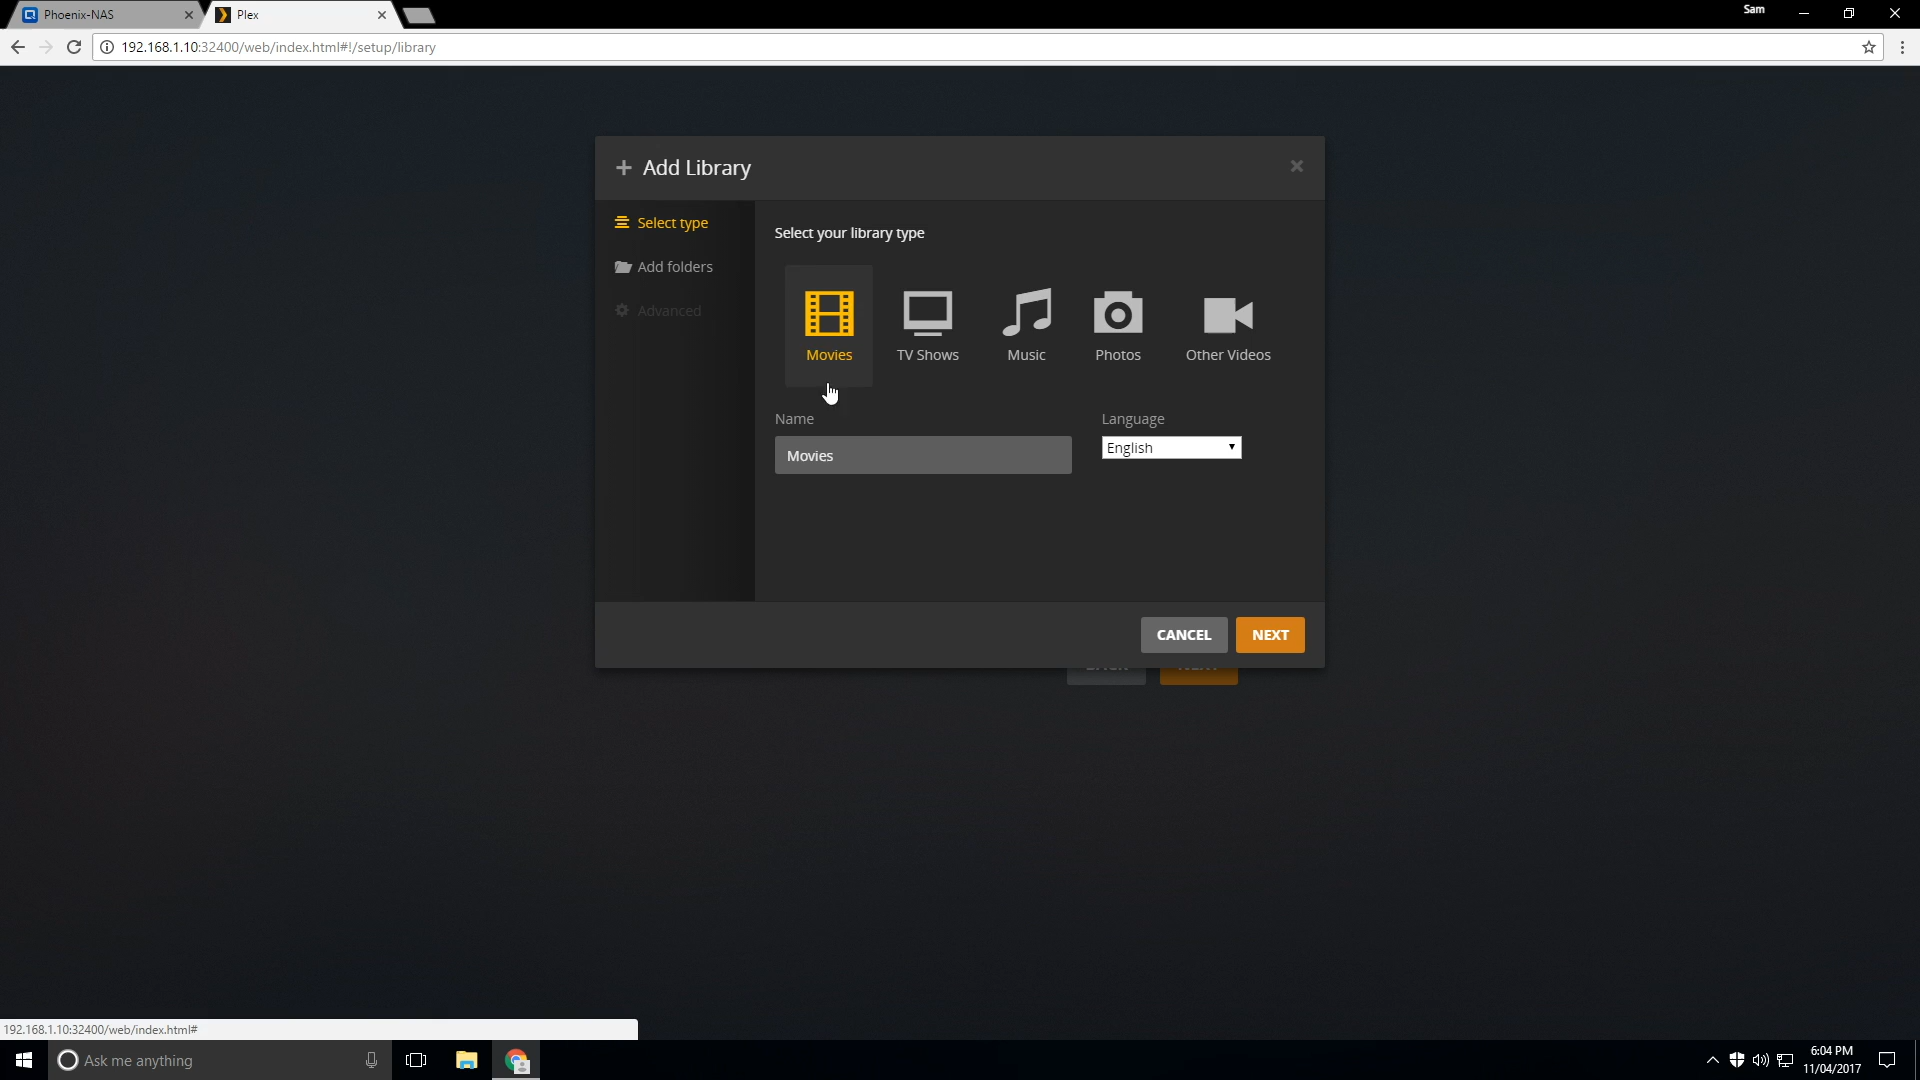 Phoenix-NAS
Plex
Sam
192.168.1.10:32400/web/index.html#!/setup/library
Add Library
Select type
Add folders
Advanced
Select your library type
Movies
TV Shows
Music
Photos
Other Videos
Name
Language
Movies
English
CANCEL
NEXT
192.168.1.10:32400/web/index.html#
Ask me anything
6:04 PM
11/04/2017